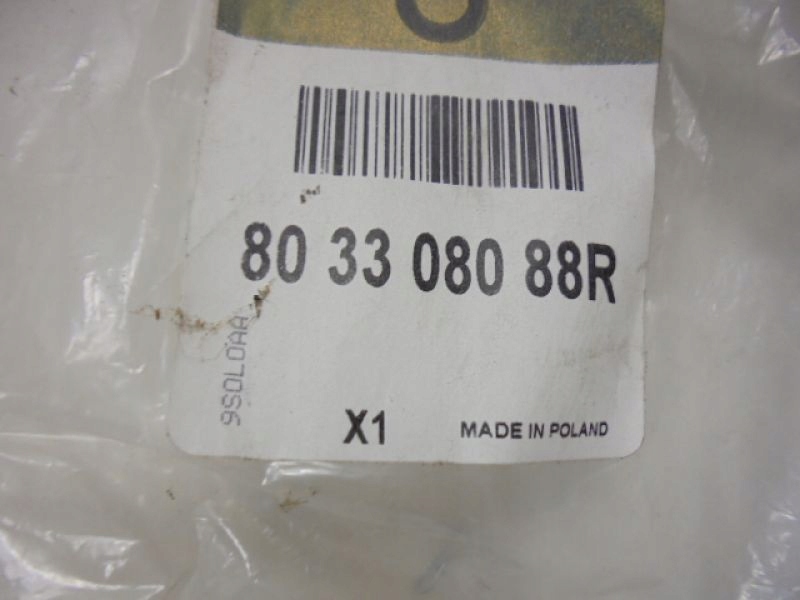 80 33 080 88R
9SOLOAA
X1
MADE IN POLAND